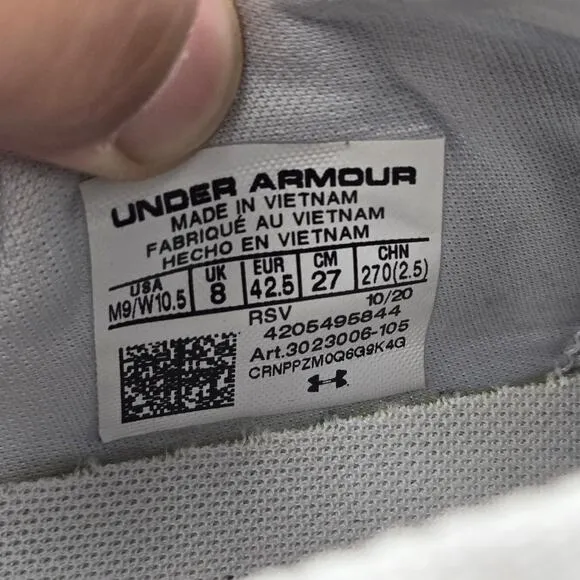 UNDER ARMOUR
MADE IN VIETNAM
FABRIQUÉ AU VIETNAM
HECHO EN VIETNAM
USA UK EUR CM CHN
M9/W10.5 8 42.5 27 270(2.5)
RSV 10/20
4205495844
Art.3023006-105
CRNPPZM0Q6G9K4G